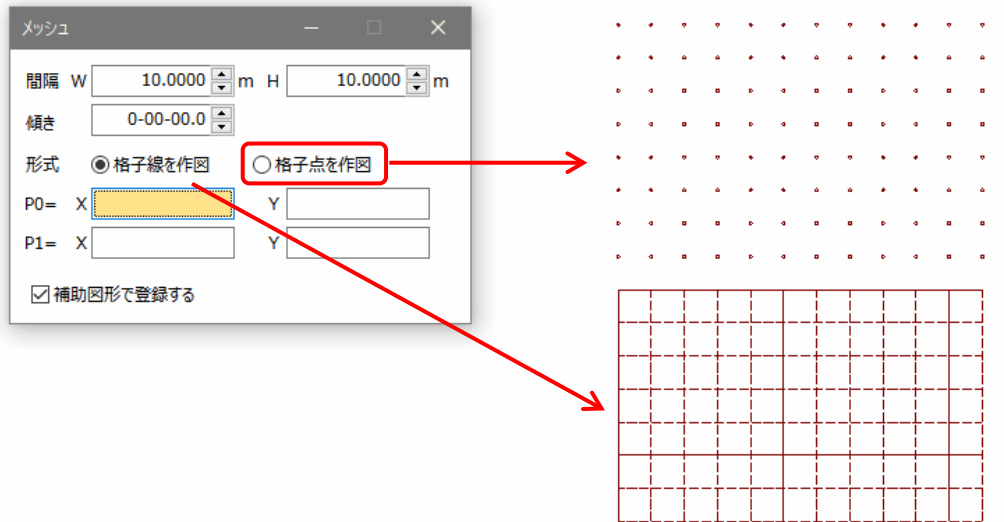 メッシュ
間隔 W 10.0000 m H 10.0000 m
傾き 0-00-00.0
形式 格子線を作図 格子点を作図
P0= X Y
P1= X Y
補助図形で登録する